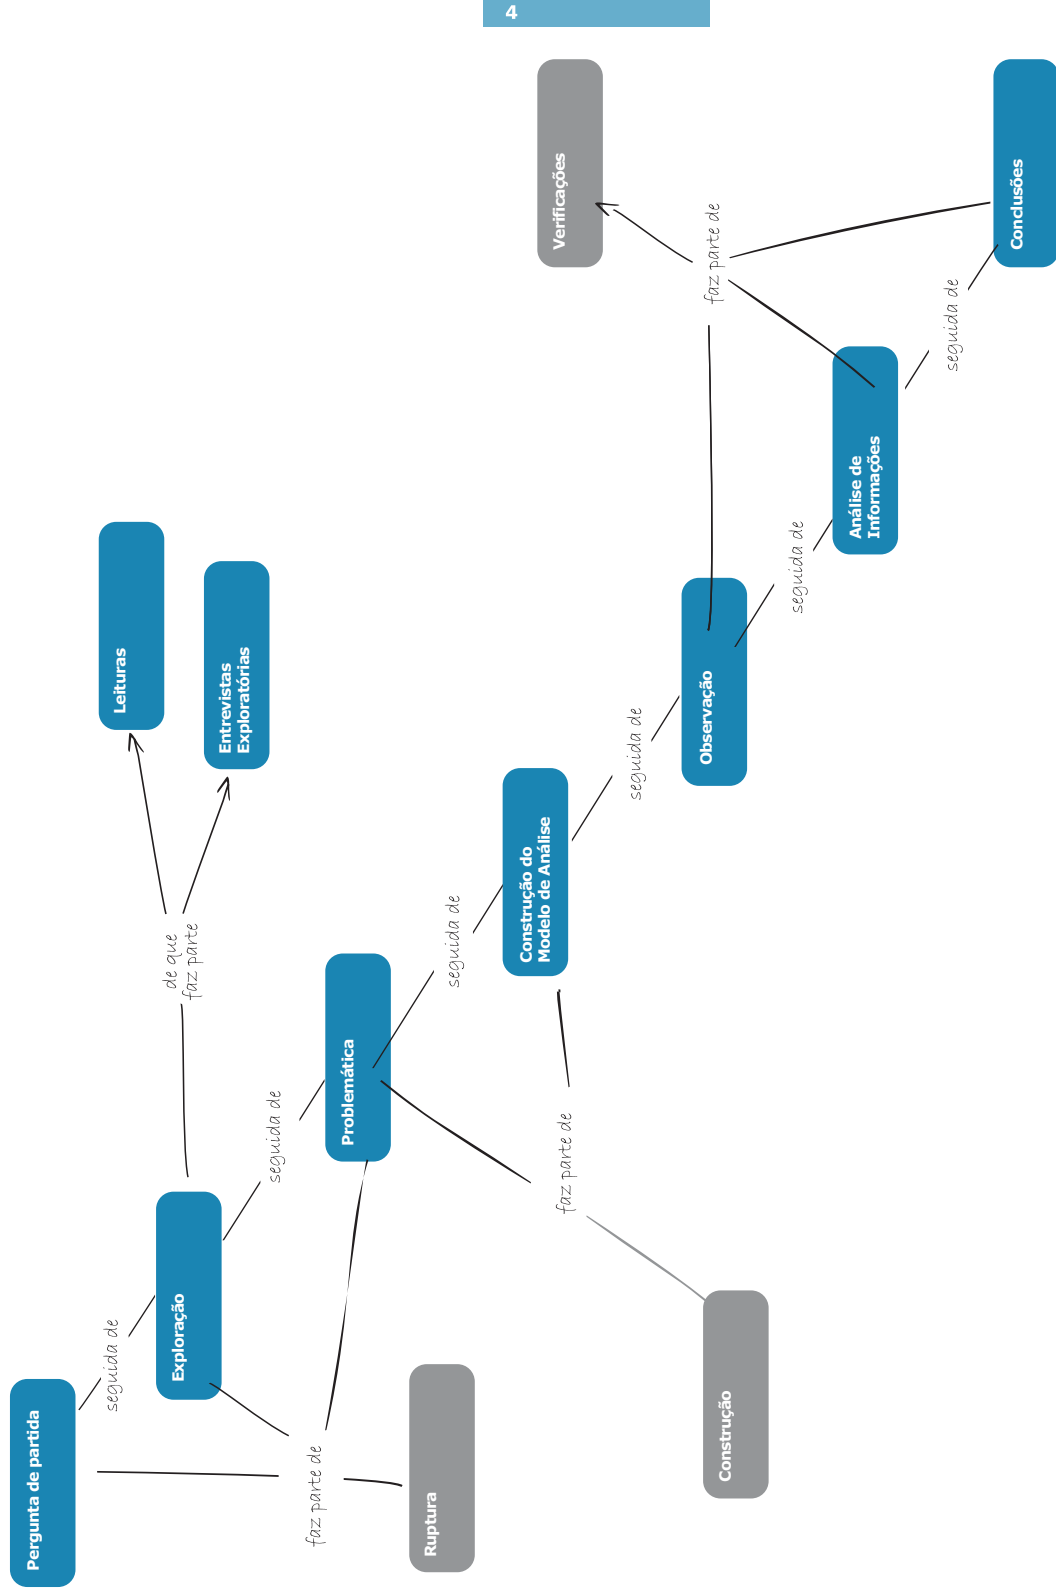 4
Pergunta de partida
seguida de
Exploração
seguida de
Problemática
seguida de
Construção do
Modelo de Análise
seguida de
Observação
seguida de
Análise de
Informações
seguida de
Conclusões
de que
faz parte
Leituras
Entrevistas
Exploratórias
faz parte de
Ruptura
faz parte de
Construção
faz parte de
Verificações